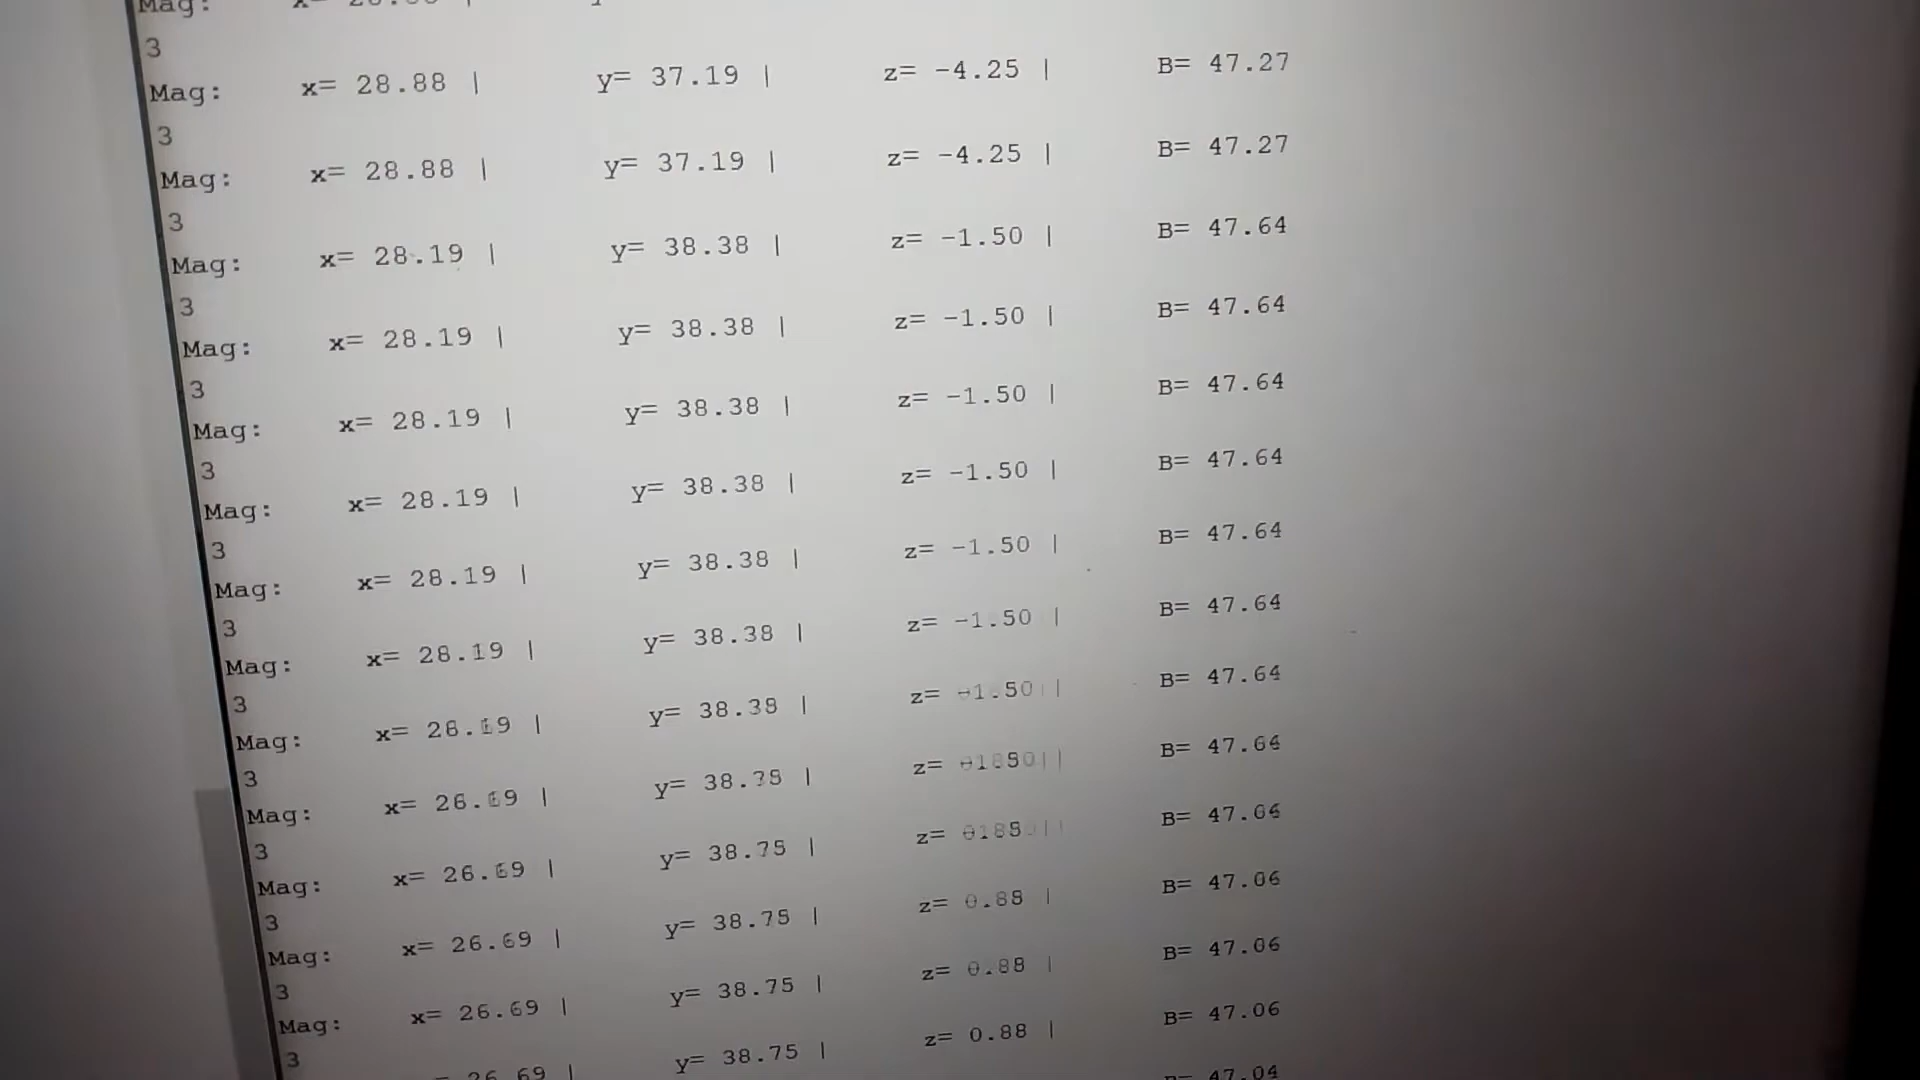 Mag:
3
Mag: x= 28.88 | y= 37.19 | z= -4.25 | B= 47.27
3
Mag: x= 28.88 | y= 37.19 | z= -4.25 | B= 47.27
3
Mag: x= 28.19 | y= 38.38 | z= -1.50 | B= 47.64
3
Mag: x= 28.19 | y= 38.38 | z= -1.50 | B= 47.64
3
Mag: x= 28.19 | y= 38.38 | z= -1.50 | B= 47.64
3
Mag: x= 28.19 | y= 38.38 | z= -1.50 | B= 47.64
3
Mag: x= 28.19 | y= 38.38 | z= -1.50 | B= 47.64
3
Mag: x= 28.19 | y= 38.38 | z= -1.50 | B= 47.64
3
Mag: x= | y= 38.38 | z= | B= 47.64
3
Mag: x= | y= | z= | B=
3
Mag: x= 26.69 | y= 38.75 | z= | B= 47.06
3
Mag: x= 26.69 | y= 38.75 | z= 0.88 | B= 47.06
3
Mag: x= 26.69 | y= 38.75 | z= 0.88 | B= 47.06
3
26.69 | y= 38.75 | z= 0.88 | B= 47.06